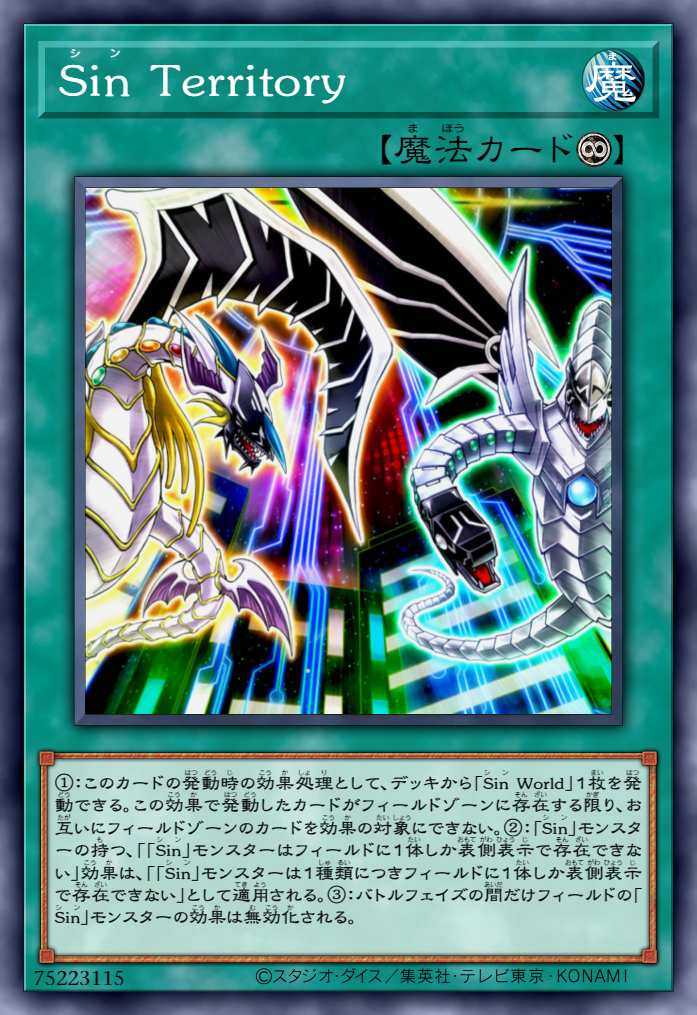 Sin Territory
魔
【魔法カード】
①:このカードの発動時の効果処理として、デッキから「Sin World」1枚を発
動できる。この効果で発動したカードがフィールドゾーンに存在する限り、お
互いにフィールドゾーンのカードを効果の対象にできない。②:「Sin」モンスタ
ーの持つ、「「Sin」モンスターはフィールドに1体しか表側表示で存在できな
い」効果は、「「Sin」モンスターは1種類につきフィールドに1体しか表側表示
で存在できない」として適用される。③:バトルフェイズの間だけフィールドの「
Sin」モンスターの効果は無効化される。
75223115
©スタジオ・ダイス/集英社・テレビ東京・KONAMI